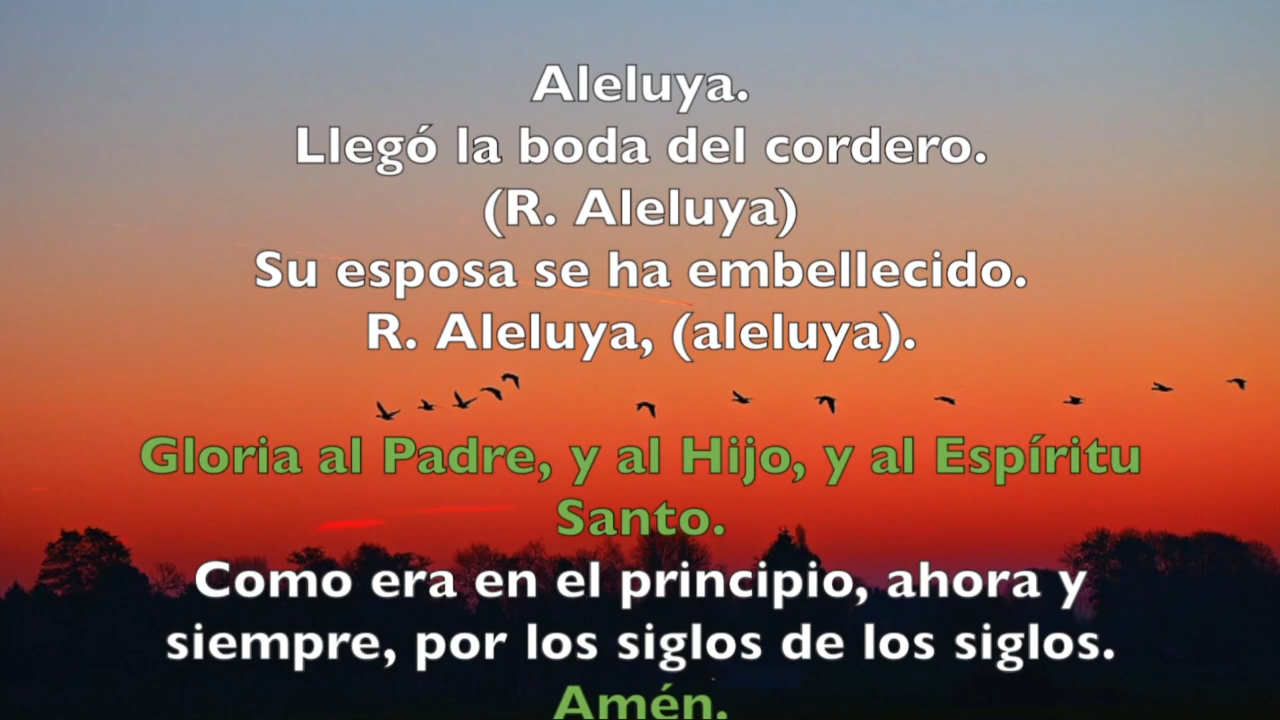 Aleluya.
Llegó la boda del cordero.
(R. Aleluya)
Su esposa se ha embellecido.
R. Aleluya, (aleluya).
Gloria al Padre, y al Hijo, y al Espíritu
Santo.
Como era en el principio, ahora y
siempre, por los siglos de los siglos.
Amén.